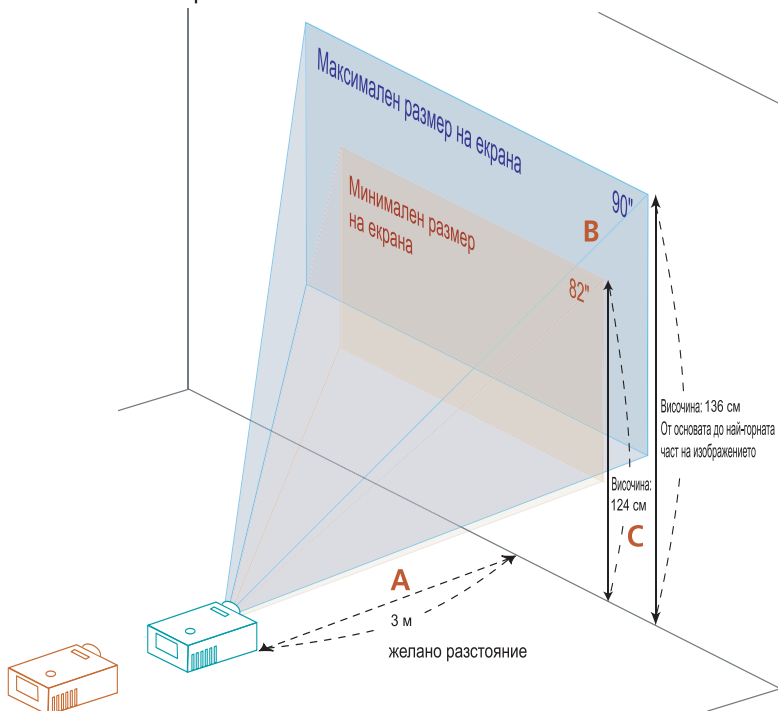 Максимален размер на екрана
90"
B
Минимален размер
на екрана
82"
Височина: 136 см
От основата до най-горната
част на изображението
Височина:
124 см
C
A
3 м
желано разстояние